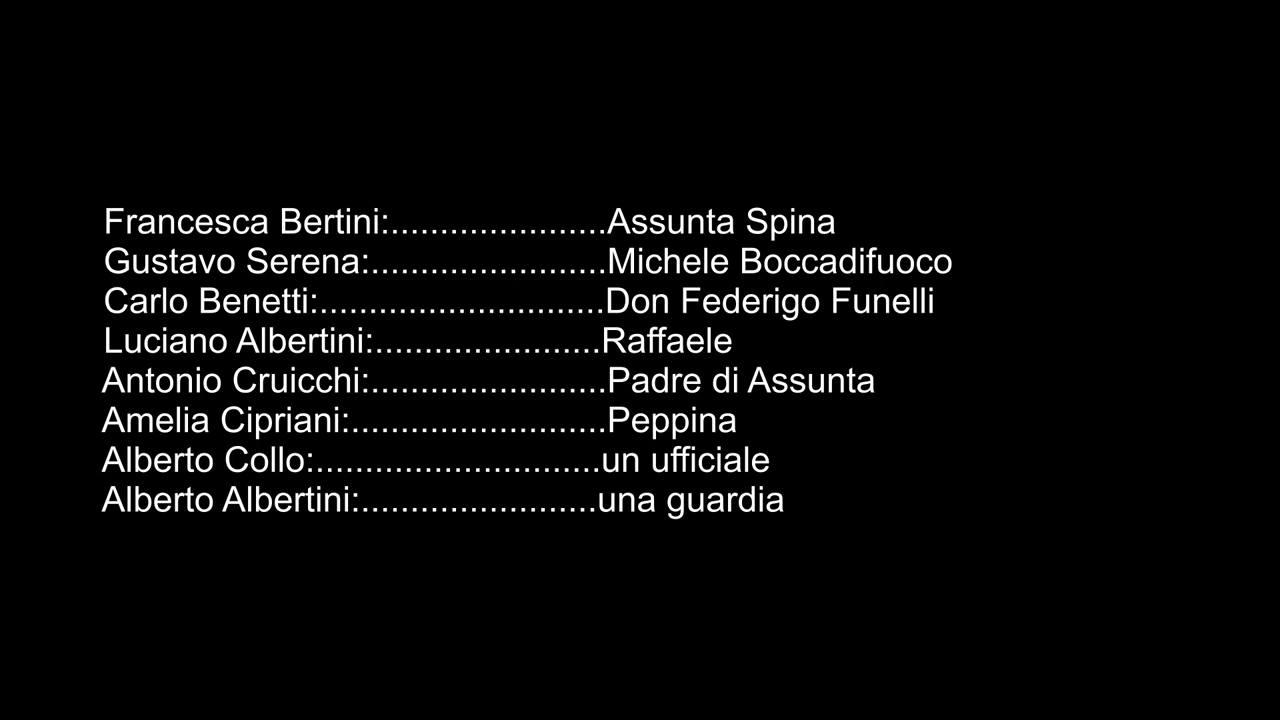 Francesca Bertini:......................Assunta Spina
Gustavo Serena:........................Michele Boccadifuoco
Carlo Benetti:.............................Don Federigo Funelli
Luciano Albertini:.......................Raffaele
Antonio Cruicchi:........................Padre di Assunta
Amelia Cipriani:..........................Peppina
Alberto Collo:.............................un ufficiale
Alberto Albertini:........................una guardia